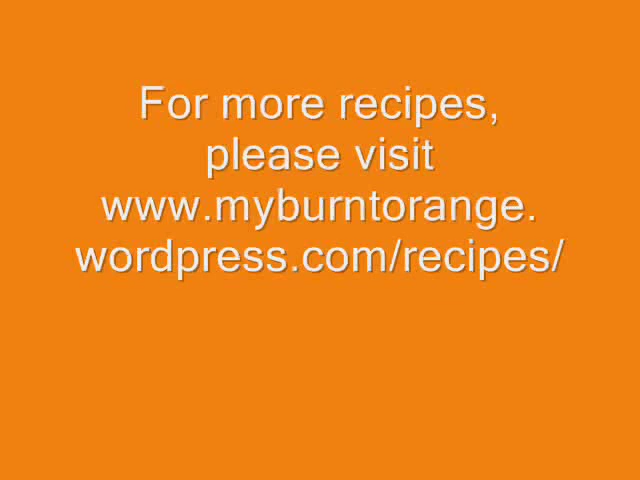 For more recipes,
please visit
www.myburntorange.
wordpress.com/recipes/